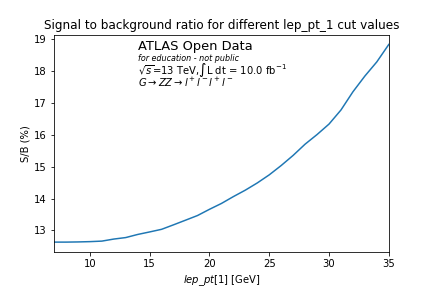 Signal to background ratio for different lep_pt_1 cut values
ATLAS Open Data
for education - not public
√s=13 TeV,∫L dt = 10.0 fb⁻¹
G → ZZ → l⁺l⁻l⁺l⁻
S/B (%)
19
18
17
16
15
14
13
10 15 20 25 30 35
lep_pt[1] [GeV]